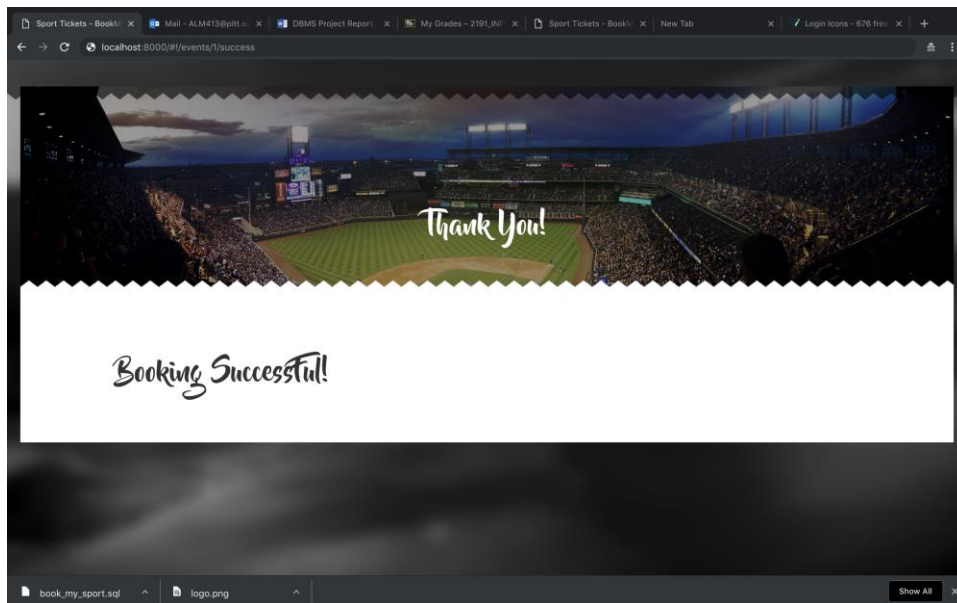 Sport Tickets - BookM
Mail - ALM413@pitt.ed
DBMS Project Report.
My Grades – 2191_INF
Sport Tickets - BookM
New Tab
Login Icons - 676 free
localhost:8000/#!/events/1/success
Thank You!
Booking Successful!
book_my_sport.sql
logo.png
Show All